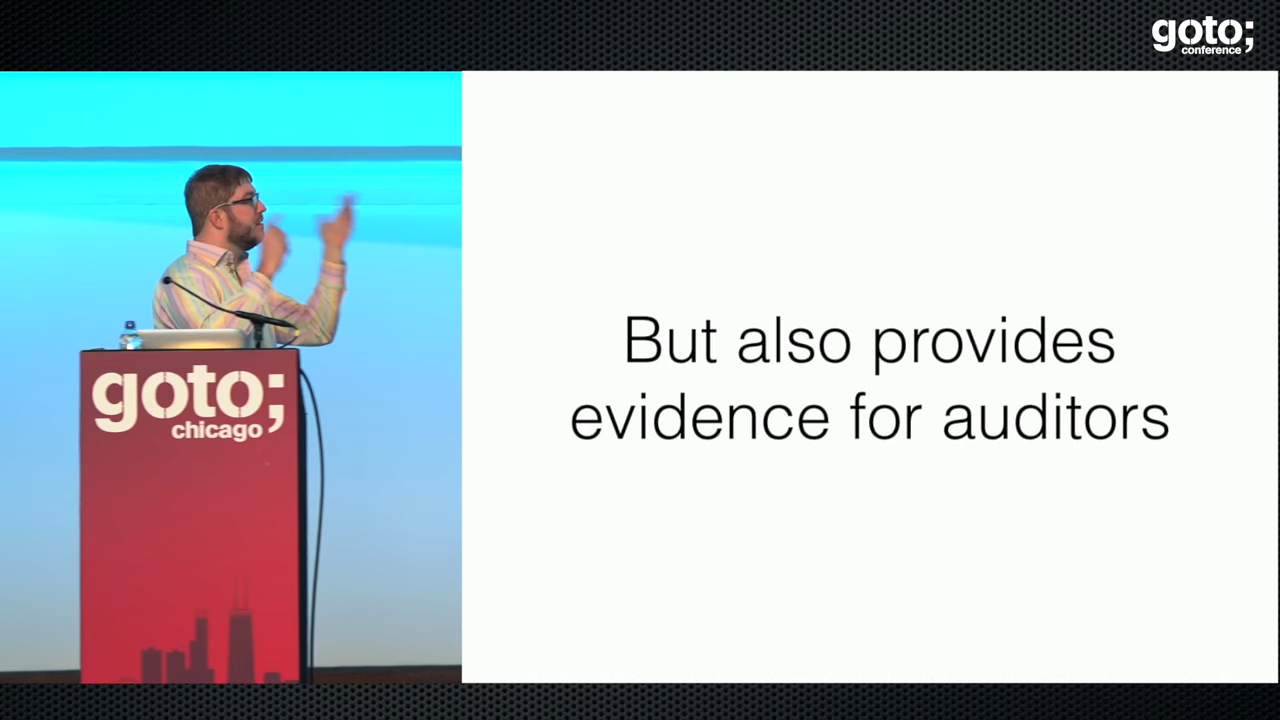 goto;
conference
goto;
chicago
But also provides
evidence for auditors